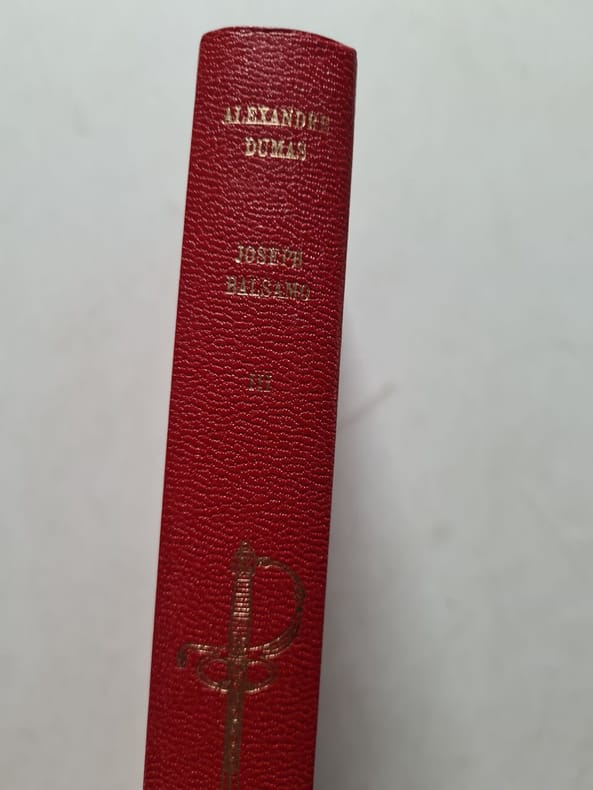 ALEXANDRE
DUMAS
JOSEPH
BALSAMO
III